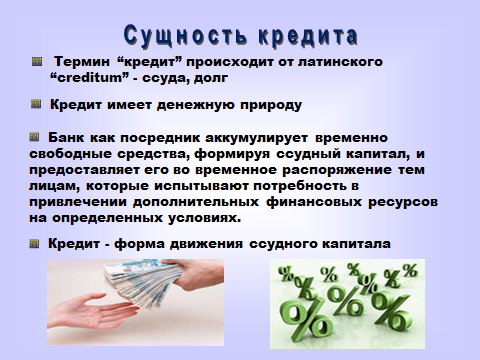 Сущность кредита
Термин “кредит” происходит от латинского
“creditum” - ссуда, долг
Кредит имеет денежную природу
Банк как посредник аккумулирует временно
свободные средства, формируя ссудный капитал, и
предоставляет его во временное распоряжение тем
лицам, которые испытывают потребность в
привлечении дополнительных финансовых ресурсов
на определенных условиях.
Кредит - форма движения ссудного капитала